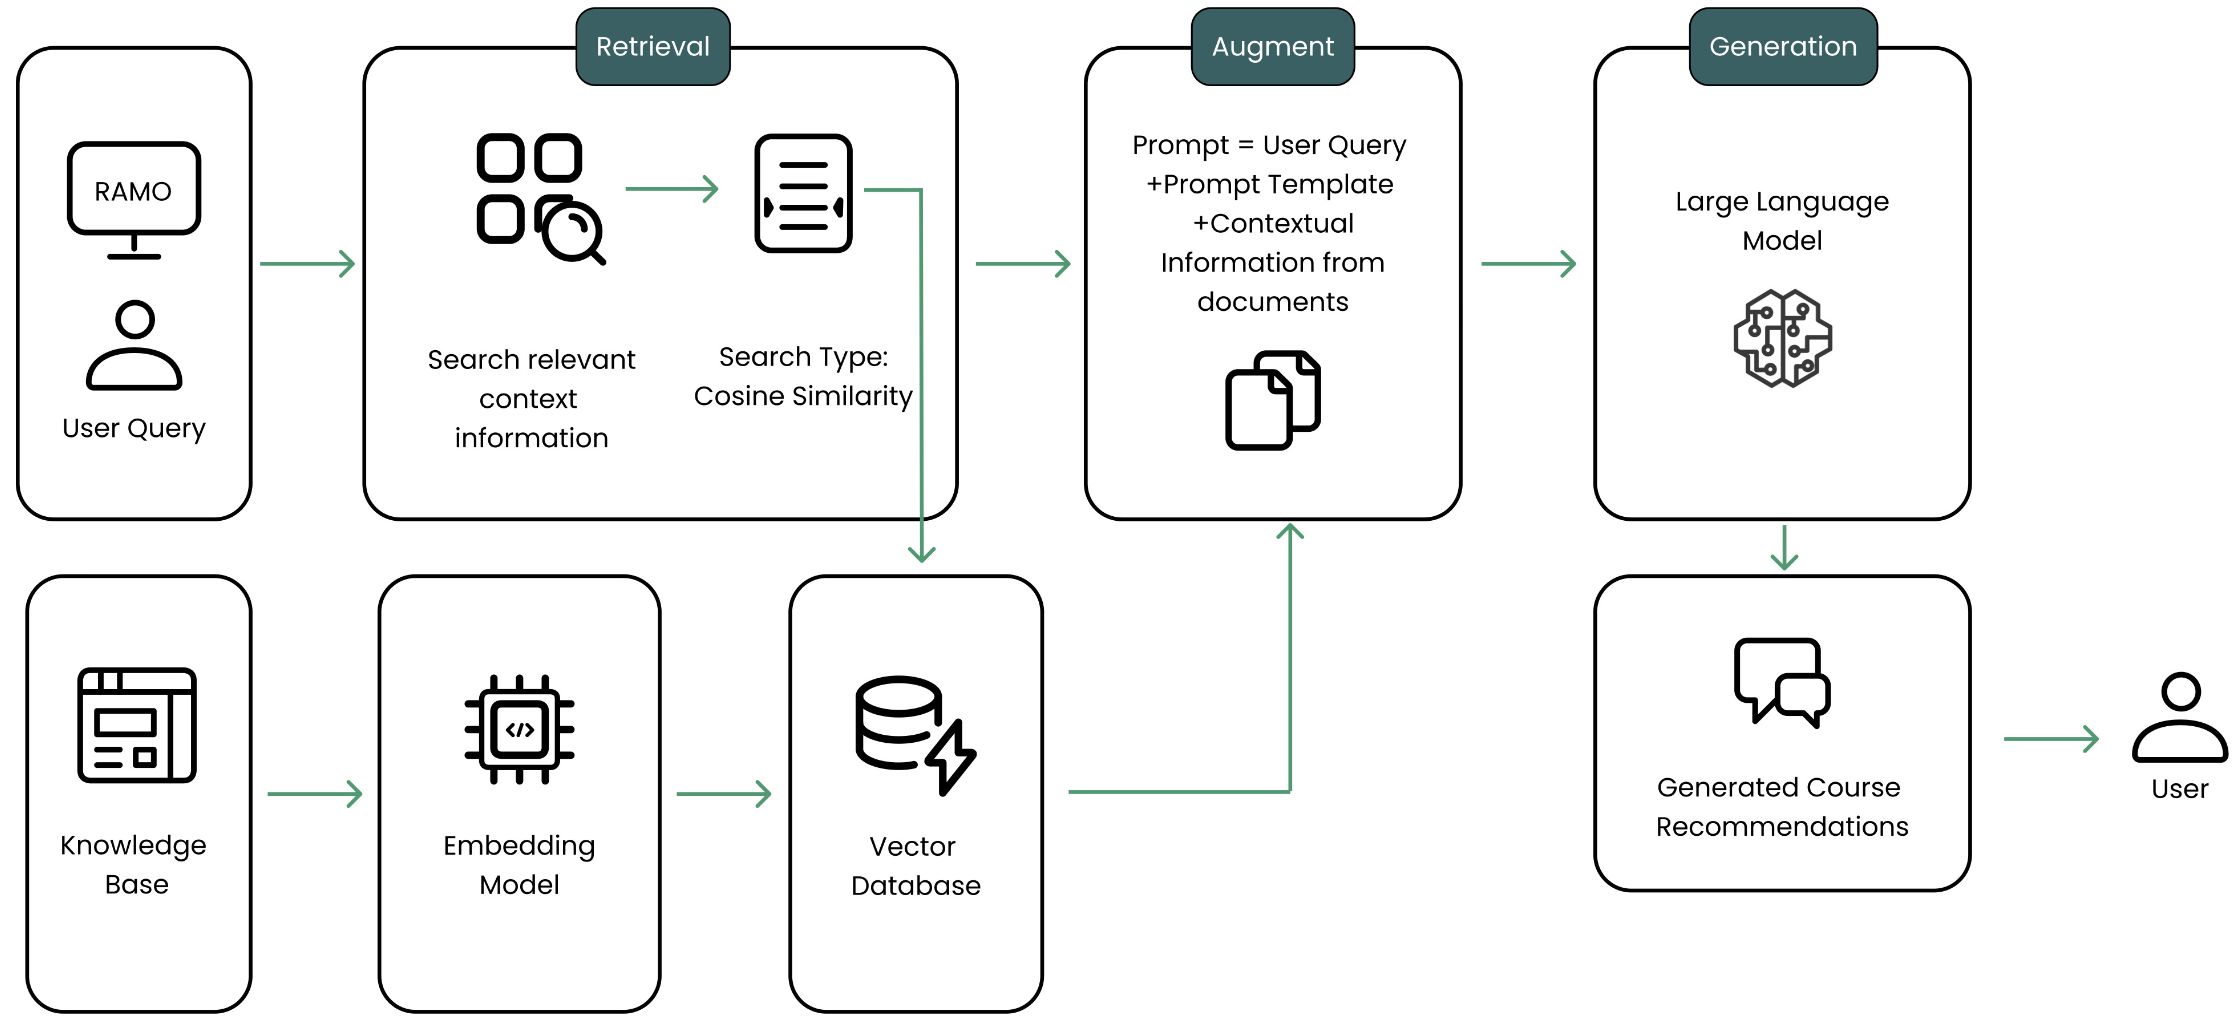 Retrieval
Augment
Generation
RAMO
User Query
Search relevant
context
information
Search Type:
Cosine Similarity
Prompt = User Query
+Prompt Template
+Contextual
Information from
documents
Large Language
Model
Knowledge
Base
Embedding
Model
</>
Vector
Database
Generated Course
Recommendations
User